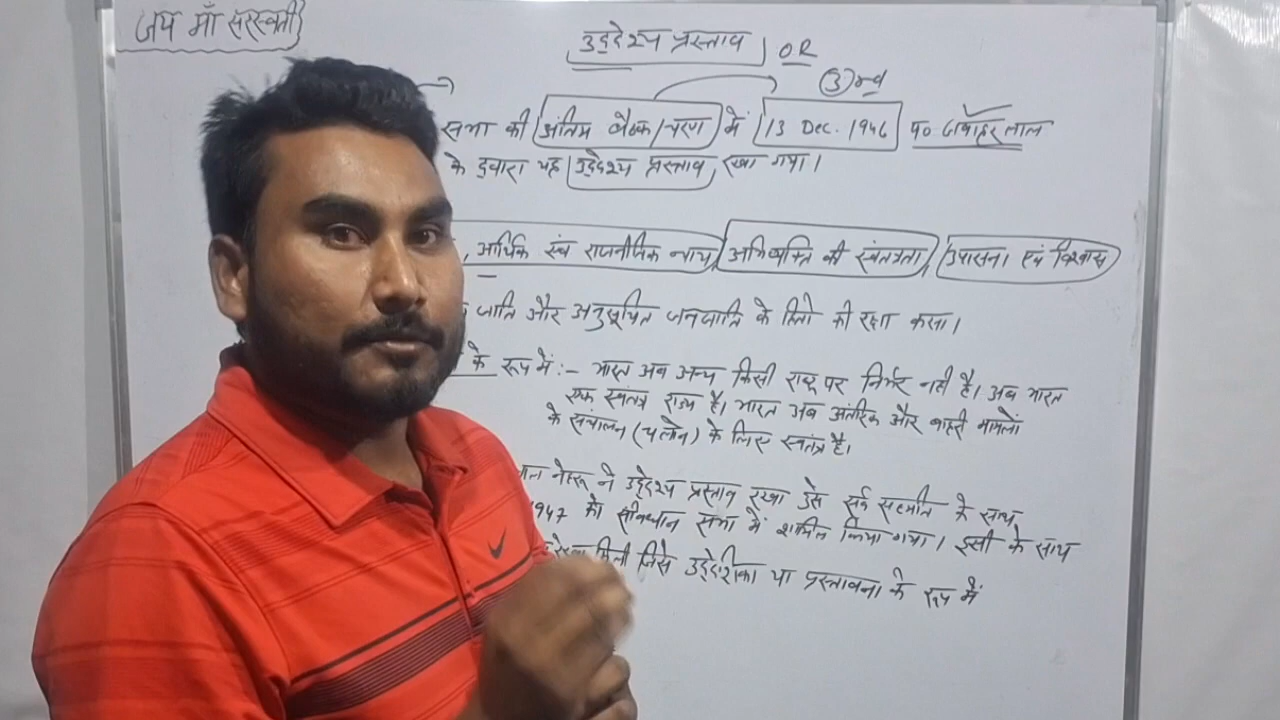 जय माँ सरस्वती
उद्देश्य प्रस्ताव OR
सभा की अंतिम बैठक/चरण में 13 Dec. 1946 पं० जवाहर लाल
के द्वारा यह उद्देश्य प्रस्ताव रखा गया।
, आर्थिक एवं राजनीतिक न्याय, अभिव्यक्ति की स्वतंत्रता, उपासना एवं विश्वास
जाति और अनुसूचित जनजाति के हितो की रक्षा करना।
के रूप में :- भारत अब अन्य किसी राष्ट्र पर निर्भर नही है। अब भारत
एक स्वतंत्र राज्य है। भारत अब अंतरिक और बाहरी मामलों
के संचालन (चलाने) के लिए स्वतंत्र है।
नेहरू ने उद्देश्य प्रस्ताव रखा उसे सर्व सहमति के साथ
1947 को संविधान सभा में शामिल किया गया। इसी के साथ
मिली जिसे उद्देशिका या प्रस्तावना के रूप में